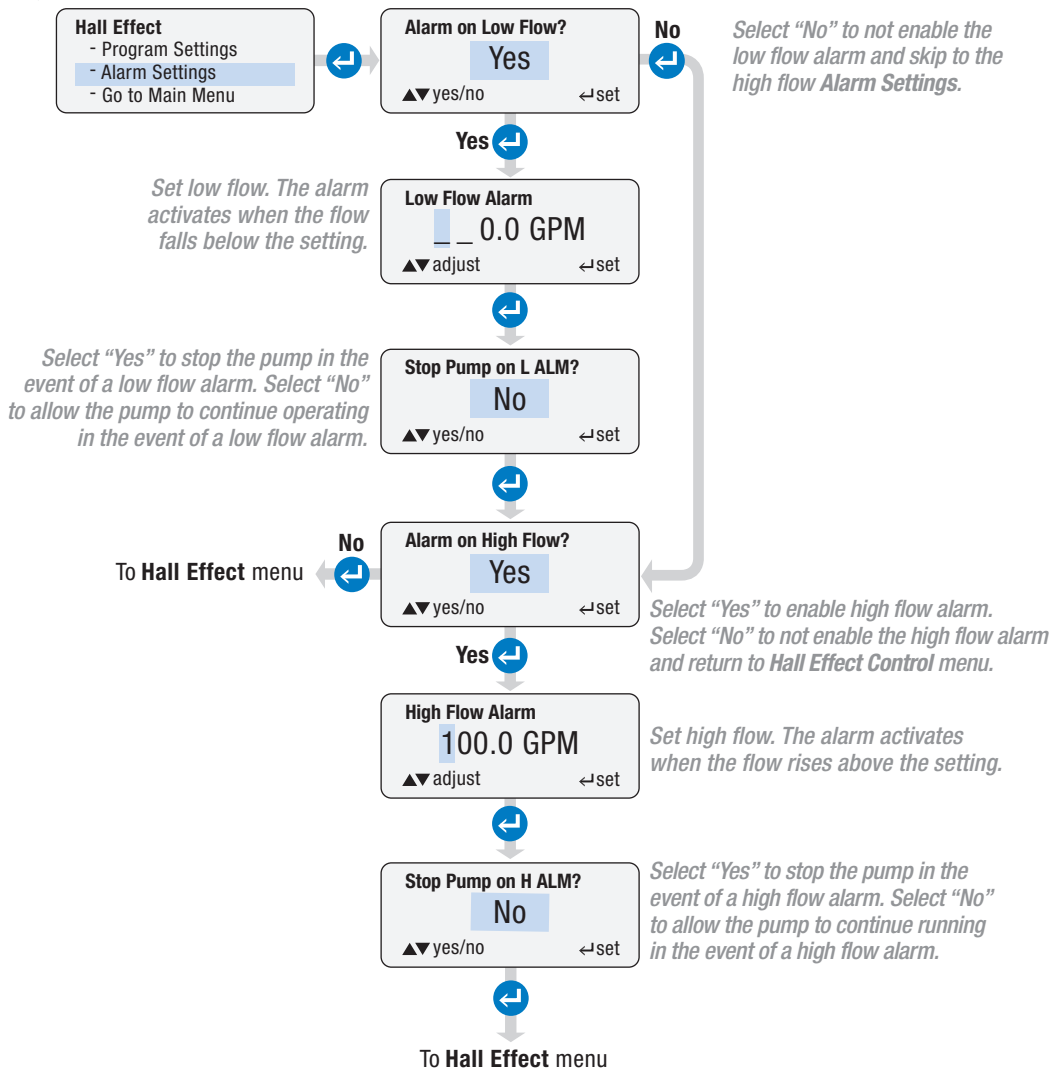 Hall Effect
- Program Settings
- Alarm Settings
- Go to Main Menu
Alarm on Low Flow?
Yes
▲▼ yes/no ↵set
No
Select “No” to not enable the
low flow alarm and skip to the
high flow Alarm Settings.
Yes
Set low flow. The alarm
activates when the flow
falls below the setting.
Low Flow Alarm
_ _ 0.0 GPM
▲▼ adjust ↵set
Select “Yes” to stop the pump in the
event of a low flow alarm. Select “No”
to allow the pump to continue operating
in the event of a low flow alarm.
Stop Pump on L ALM?
No
▲▼ yes/no ↵set
Alarm on High Flow?
Yes
▲▼ yes/no ↵set
No
To Hall Effect menu
Select “Yes” to enable high flow alarm.
Select “No” to not enable the high flow alarm
and return to Hall Effect Control menu.
Yes
High Flow Alarm
100.0 GPM
▲▼ adjust ↵set
Set high flow. The alarm activates
when the flow rises above the setting.
Stop Pump on H ALM?
No
▲▼ yes/no ↵set
Select “Yes” to stop the pump in the
event of a high flow alarm. Select “No”
to allow the pump to continue running
in the event of a high flow alarm.
To Hall Effect menu